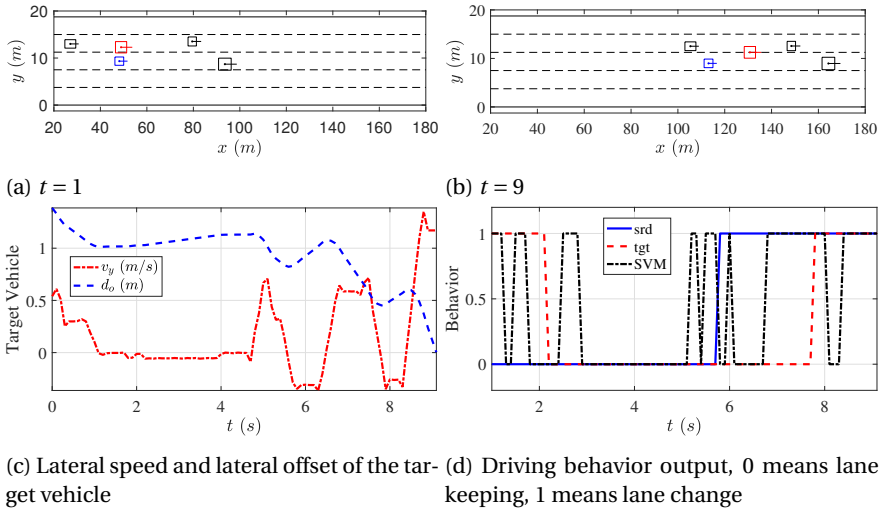 20
10
0
y (m)
20 40 60 80 100 120 140 160 180
x (m)
20
10
0
y (m)
20 40 60 80 100 120 140 160 180
x (m)
(a) t = 1
(b) t = 9
1
0.5
0
Target Vehicle
v_y (m/s)
d_o (m)
0 2 4 6 8
t (s)
1
0.5
0
Behavior
srd
tgt
SVM
2 4 6 8
t (s)
(c) Lateral speed and lateral offset of the tar-
get vehicle
(d) Driving behavior output, 0 means lane
keeping, 1 means lane change